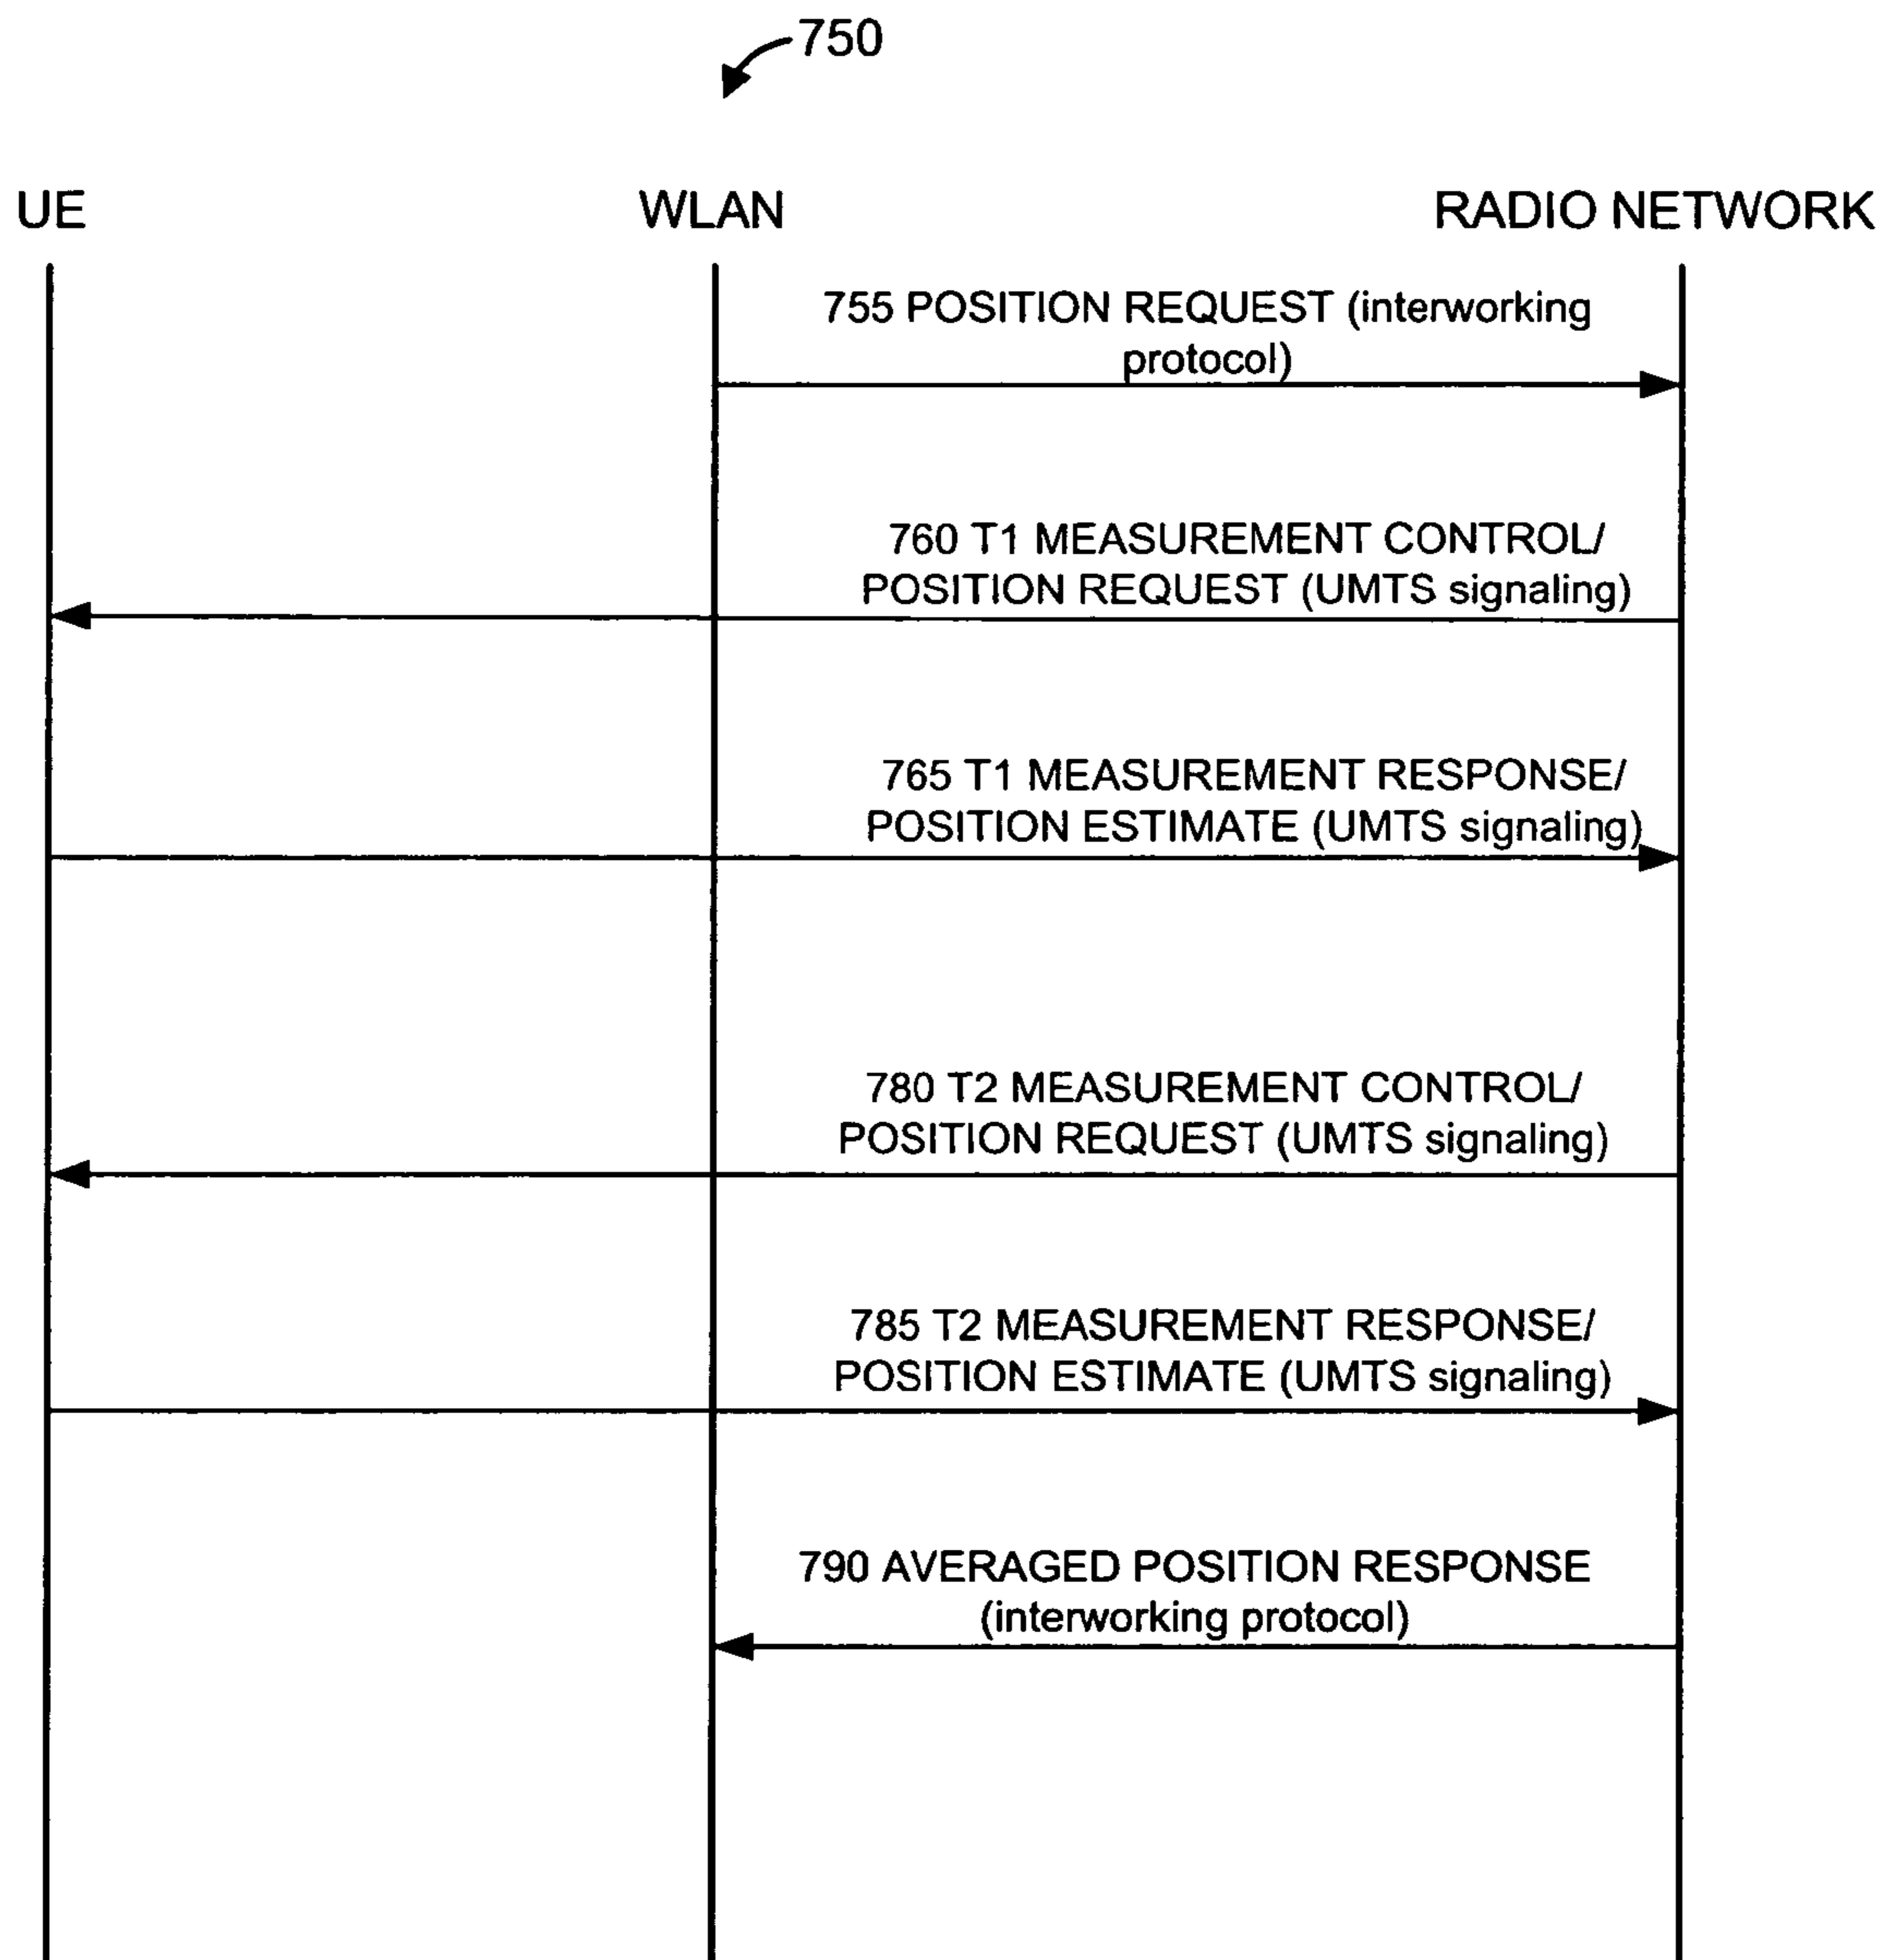 750
UE
WLAN
RADIO NETWORK
755 POSITION REQUEST (interworking
protocol)
760 T1 MEASUREMENT CONTROL/
POSITION REQUEST (UMTS signaling)
765 T1 MEASUREMENT RESPONSE/
POSITION ESTIMATE (UMTS signaling)
780 T2 MEASUREMENT CONTROL/
POSITION REQUEST (UMTS signaling)
785 T2 MEASUREMENT RESPONSE/
POSITION ESTIMATE (UMTS signaling)
790 AVERAGED POSITION RESPONSE
(interworking protocol)